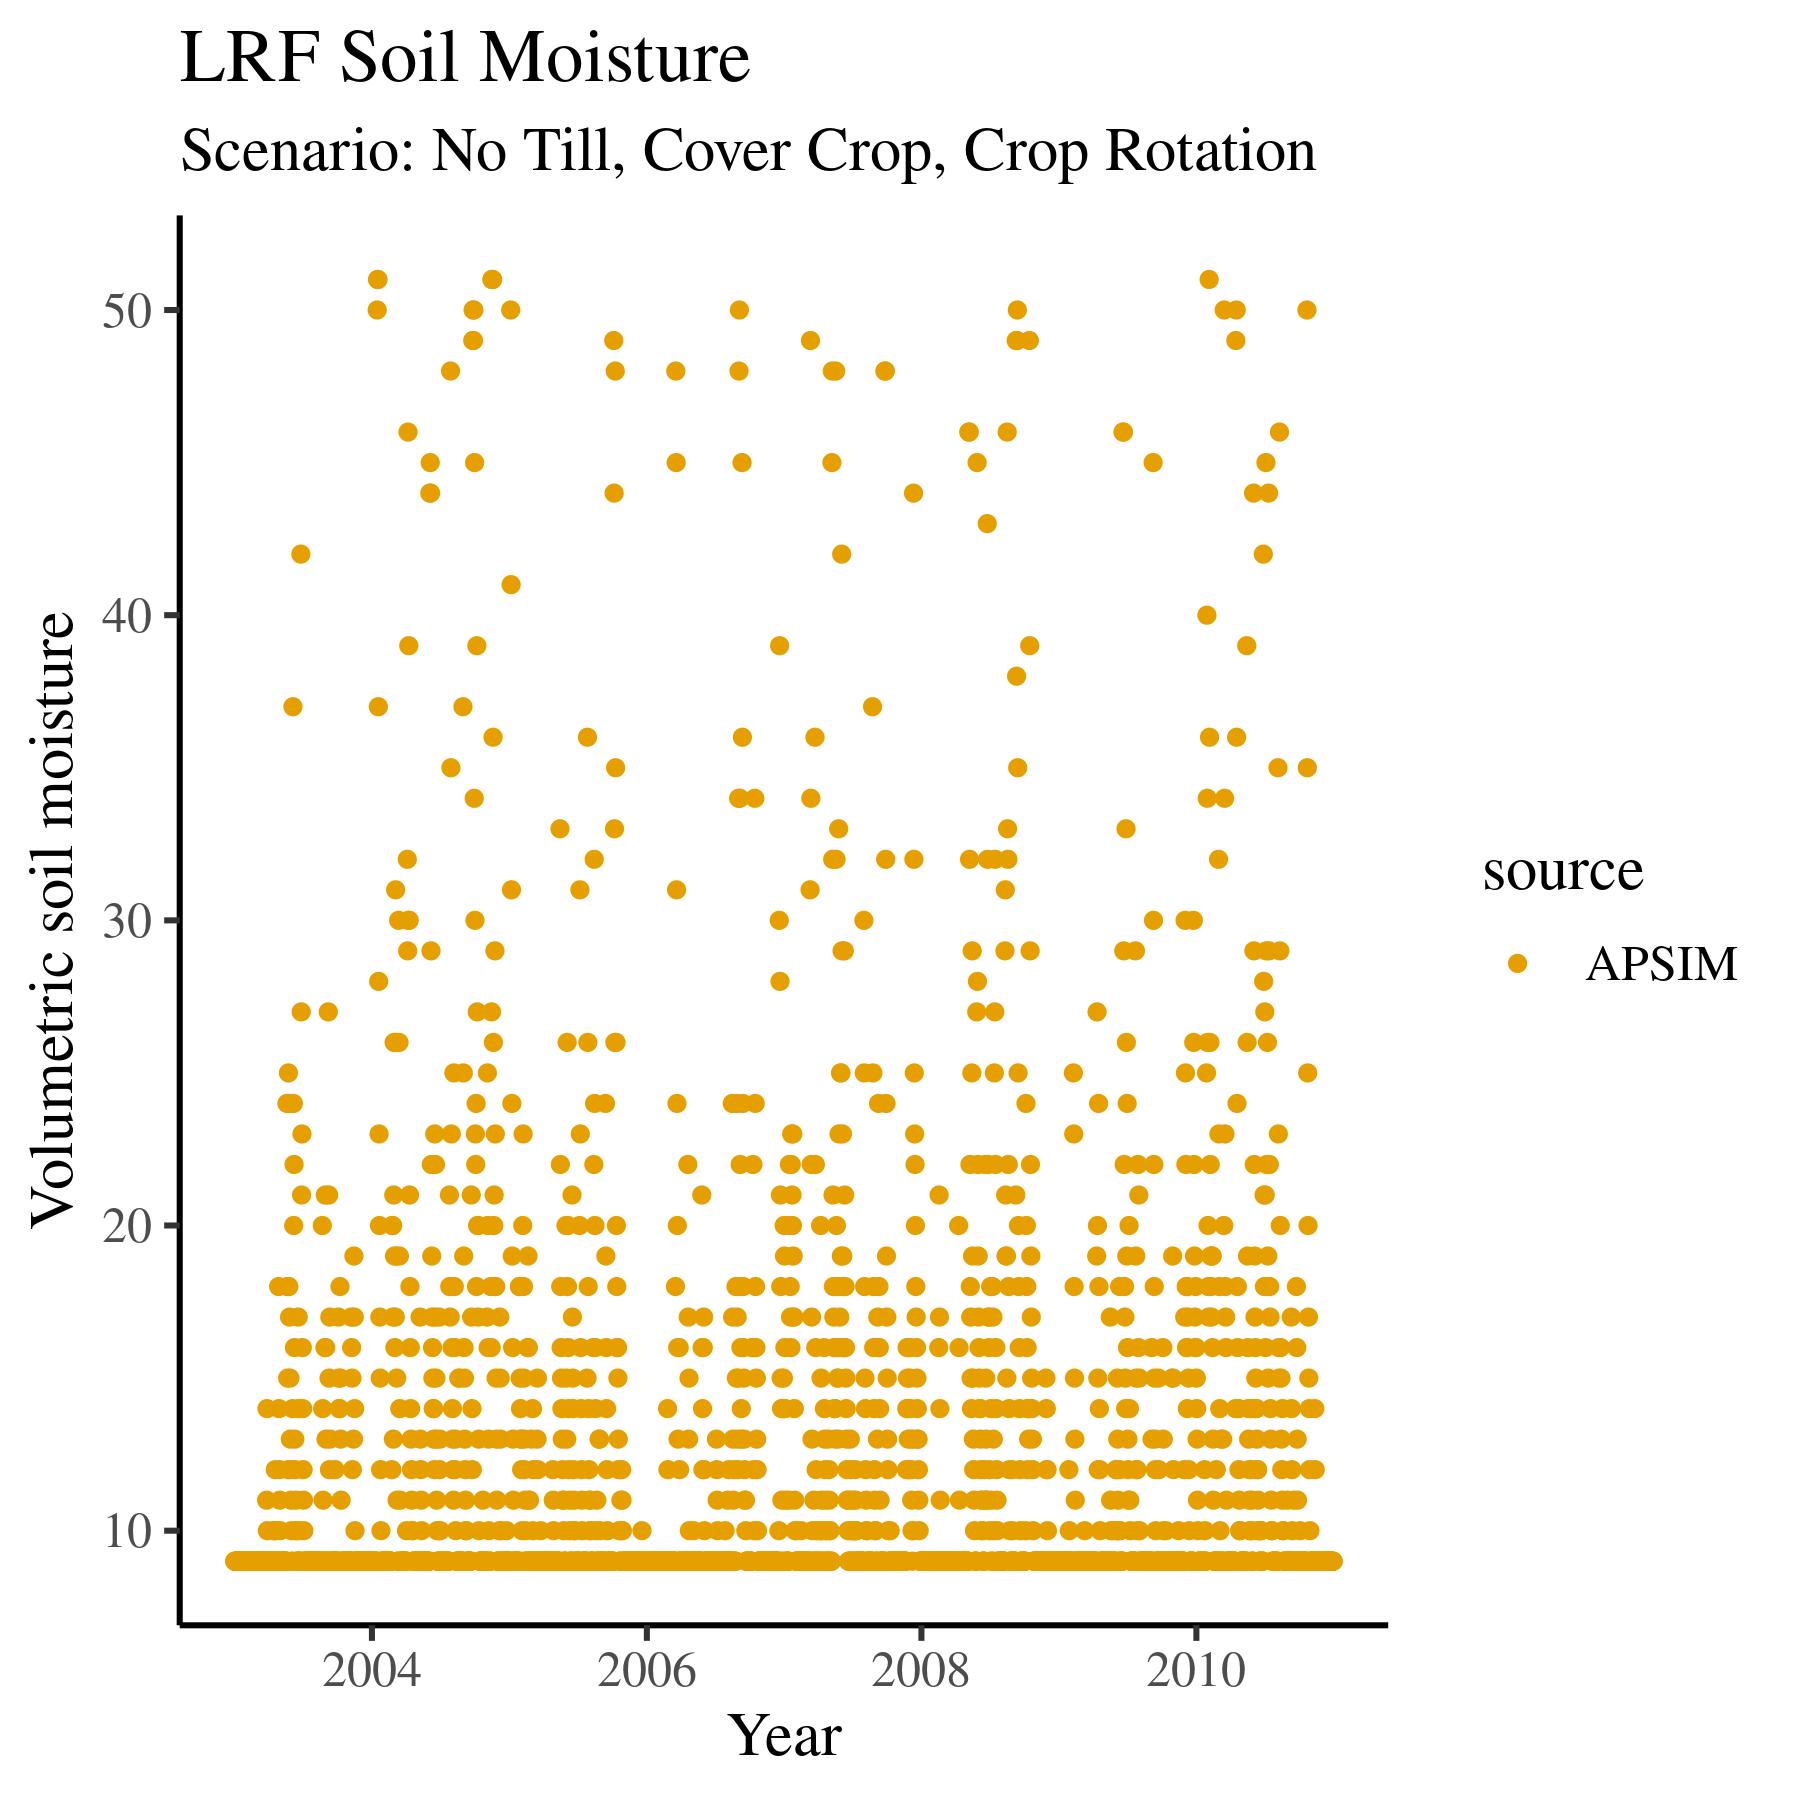 LRF Soil Moisture
Scenario: No Till, Cover Crop, Crop Rotation
Volumetric soil moisture
50
40
30
20
10
2004 2006 2008 2010
Year
source
APSIM